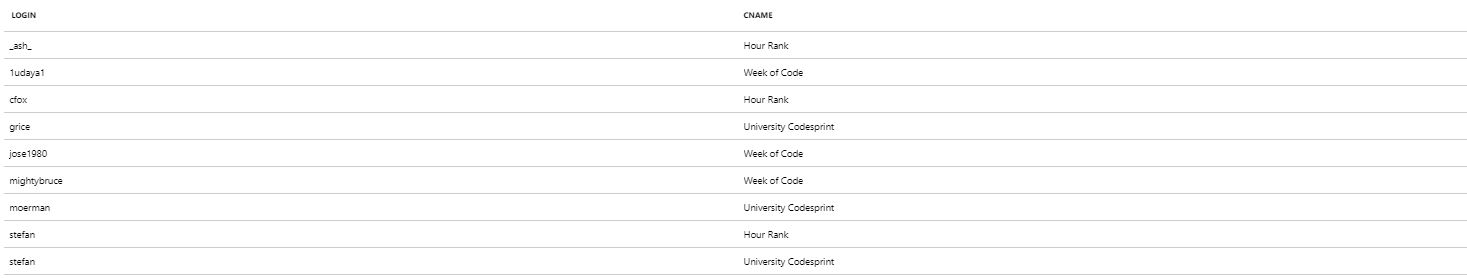 LOGIN CNAME
_ash_ Hour Rank
1udaya1 Week of Code
cfox Hour Rank
grice University Codesprint
jose1980 Week of Code
mightybruce Week of Code
moerman University Codesprint
stefan Hour Rank
stefan University Codesprint